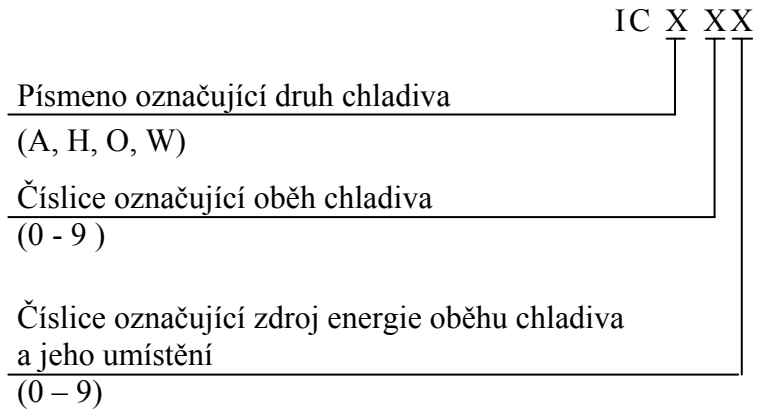 IC X XX
Písmeno označující druh chladiva
(A, H, O, W)
Číslice označující oběh chladiva
(0 - 9 )
Číslice označující zdroj energie oběhu chladiva
a jeho umístění
(0 – 9)